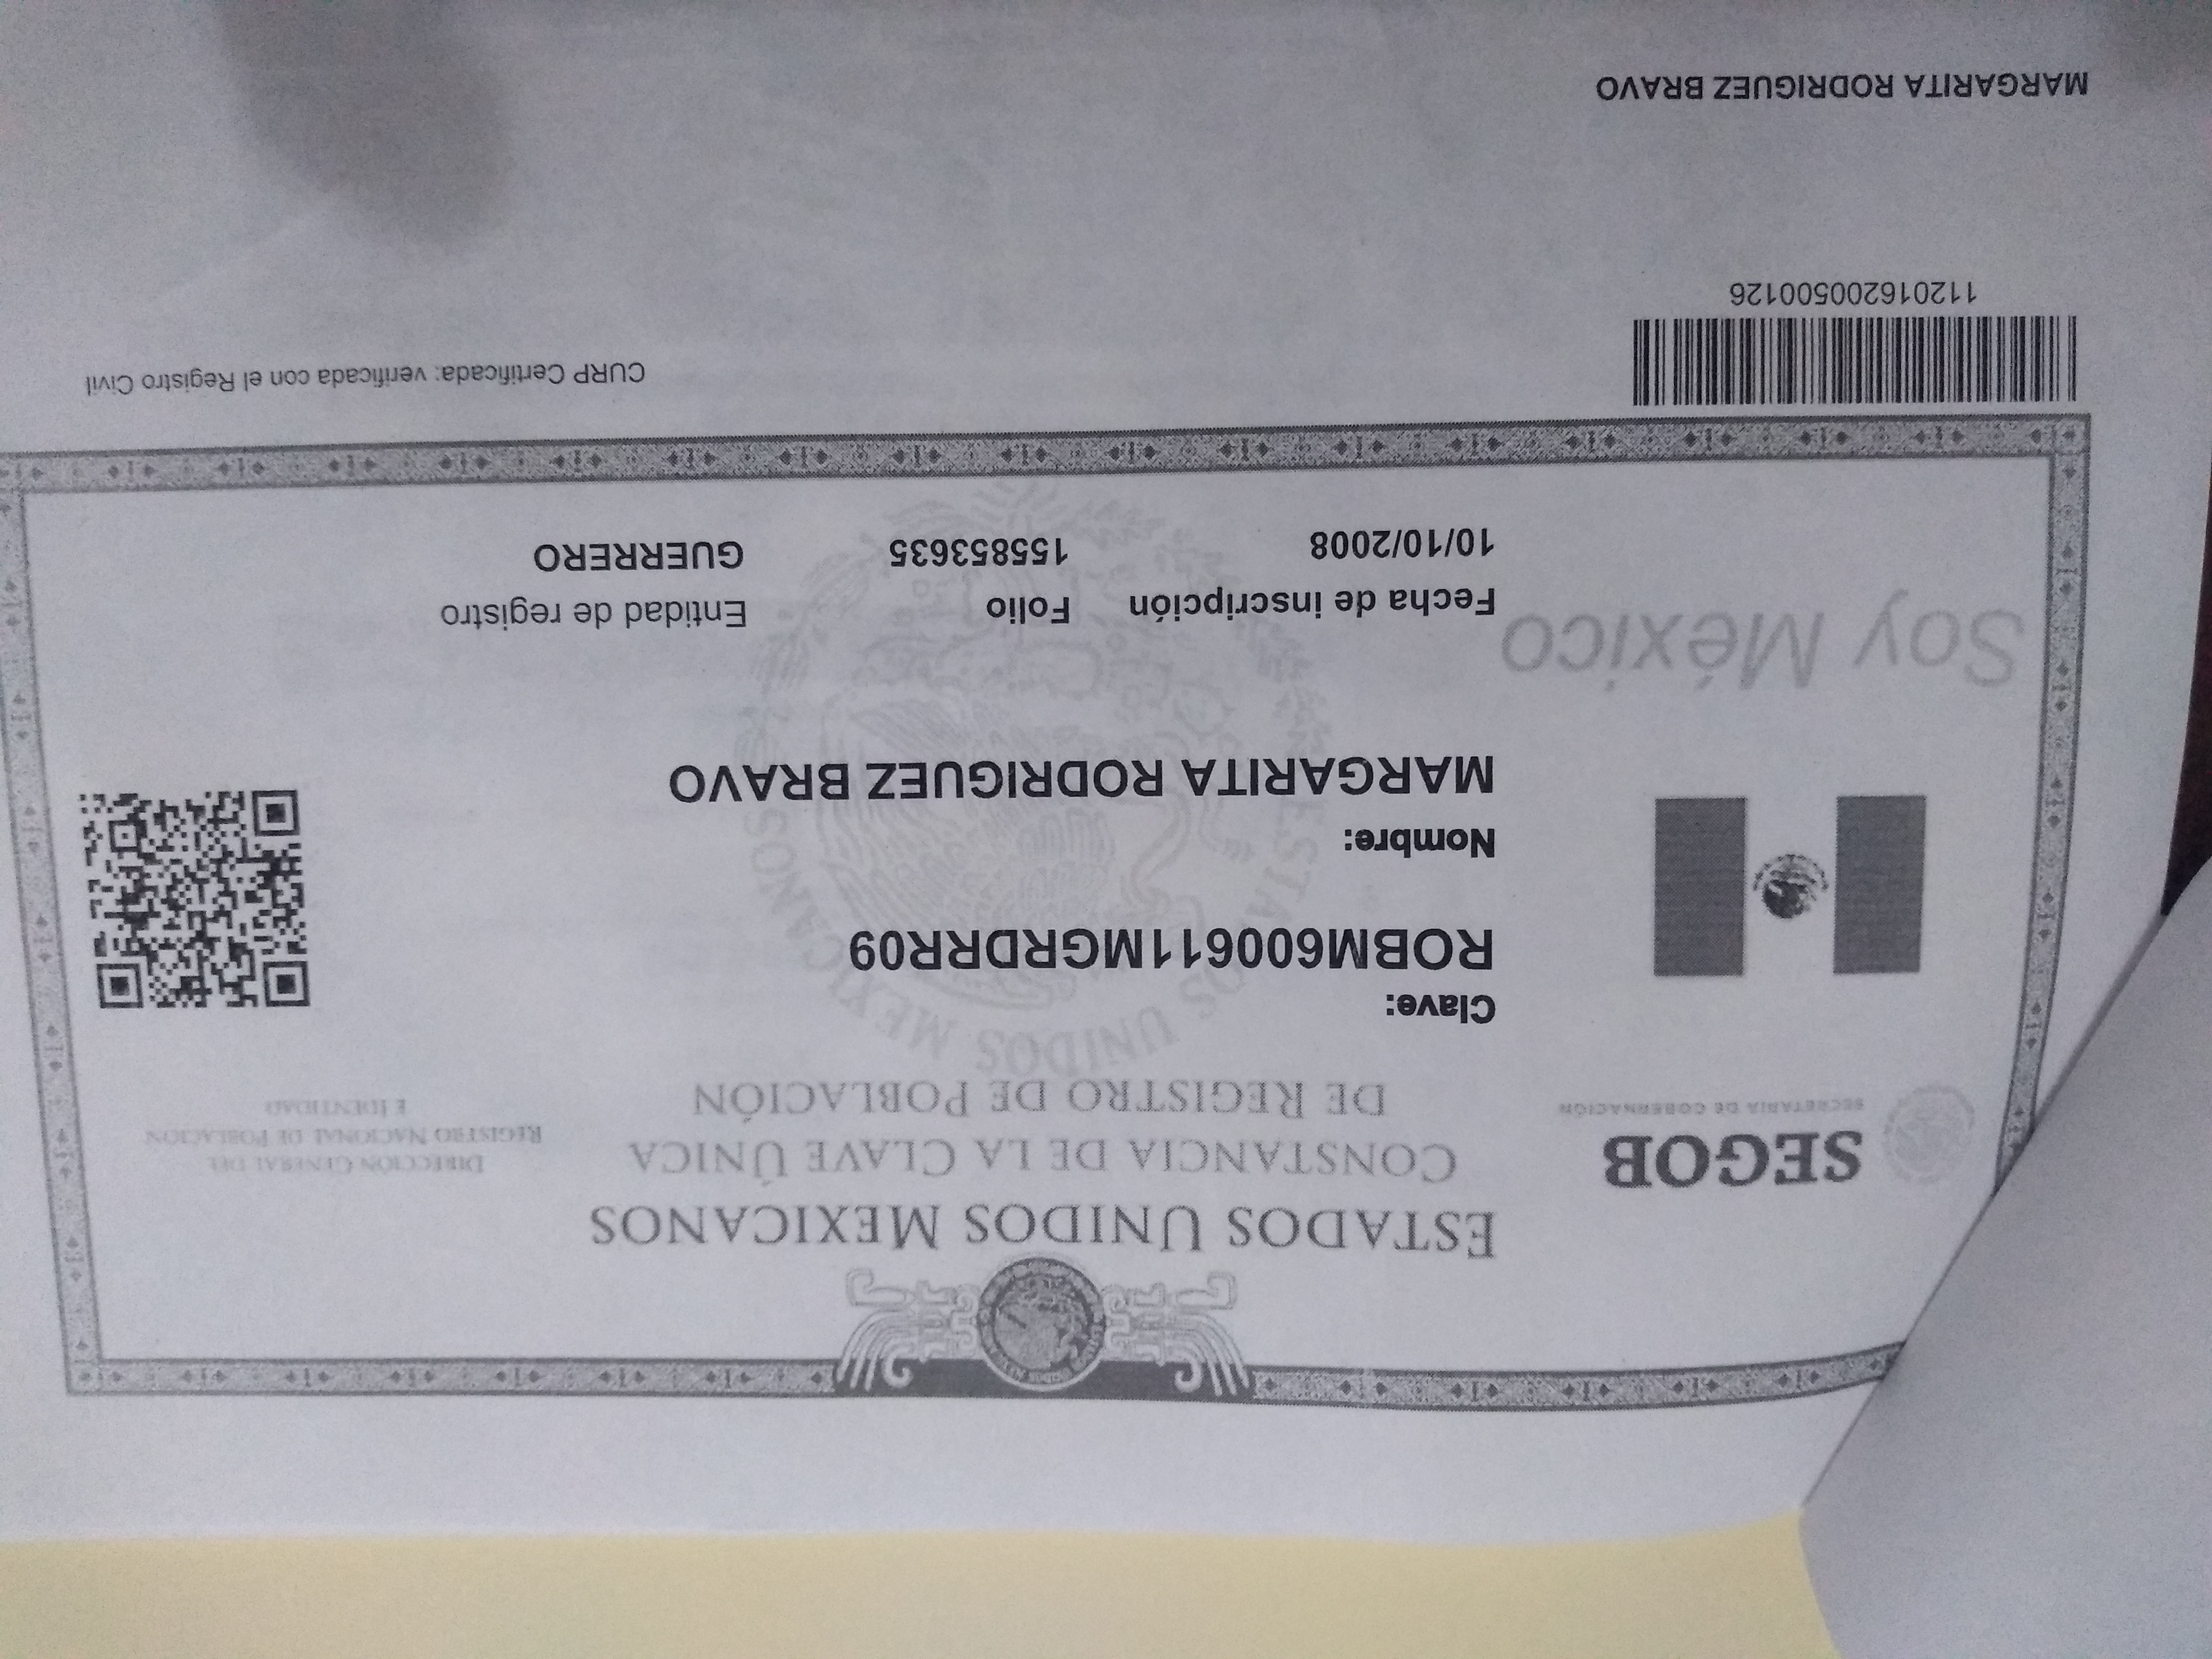 ESTADOS UNIDOS MEXICANOS
CONSTANCIA DE LA CLAVE ÚNICA
DE REGISTRO DE POBLACIÓN
SEGOB
SECRETARÍA DE GOBERNACIÓN
DIRECCIÓN GENERAL DEL
REGISTRO NACIONAL DE POBLACIÓN
E IDENTIDAD
ESTADOS UNIDOS MEXICANOS
Clave:
ROBM600611MGRDRR09
Nombre:
MARGARITA RODRIGUEZ BRAVO
Soy México
Fecha de inscripción Folio Entidad de registro
10/10/2008 155853635 GUERRERO
CURP Certificada: verificada con el Registro Civil
112016200500126
MARGARITA RODRIGUEZ BRAVO